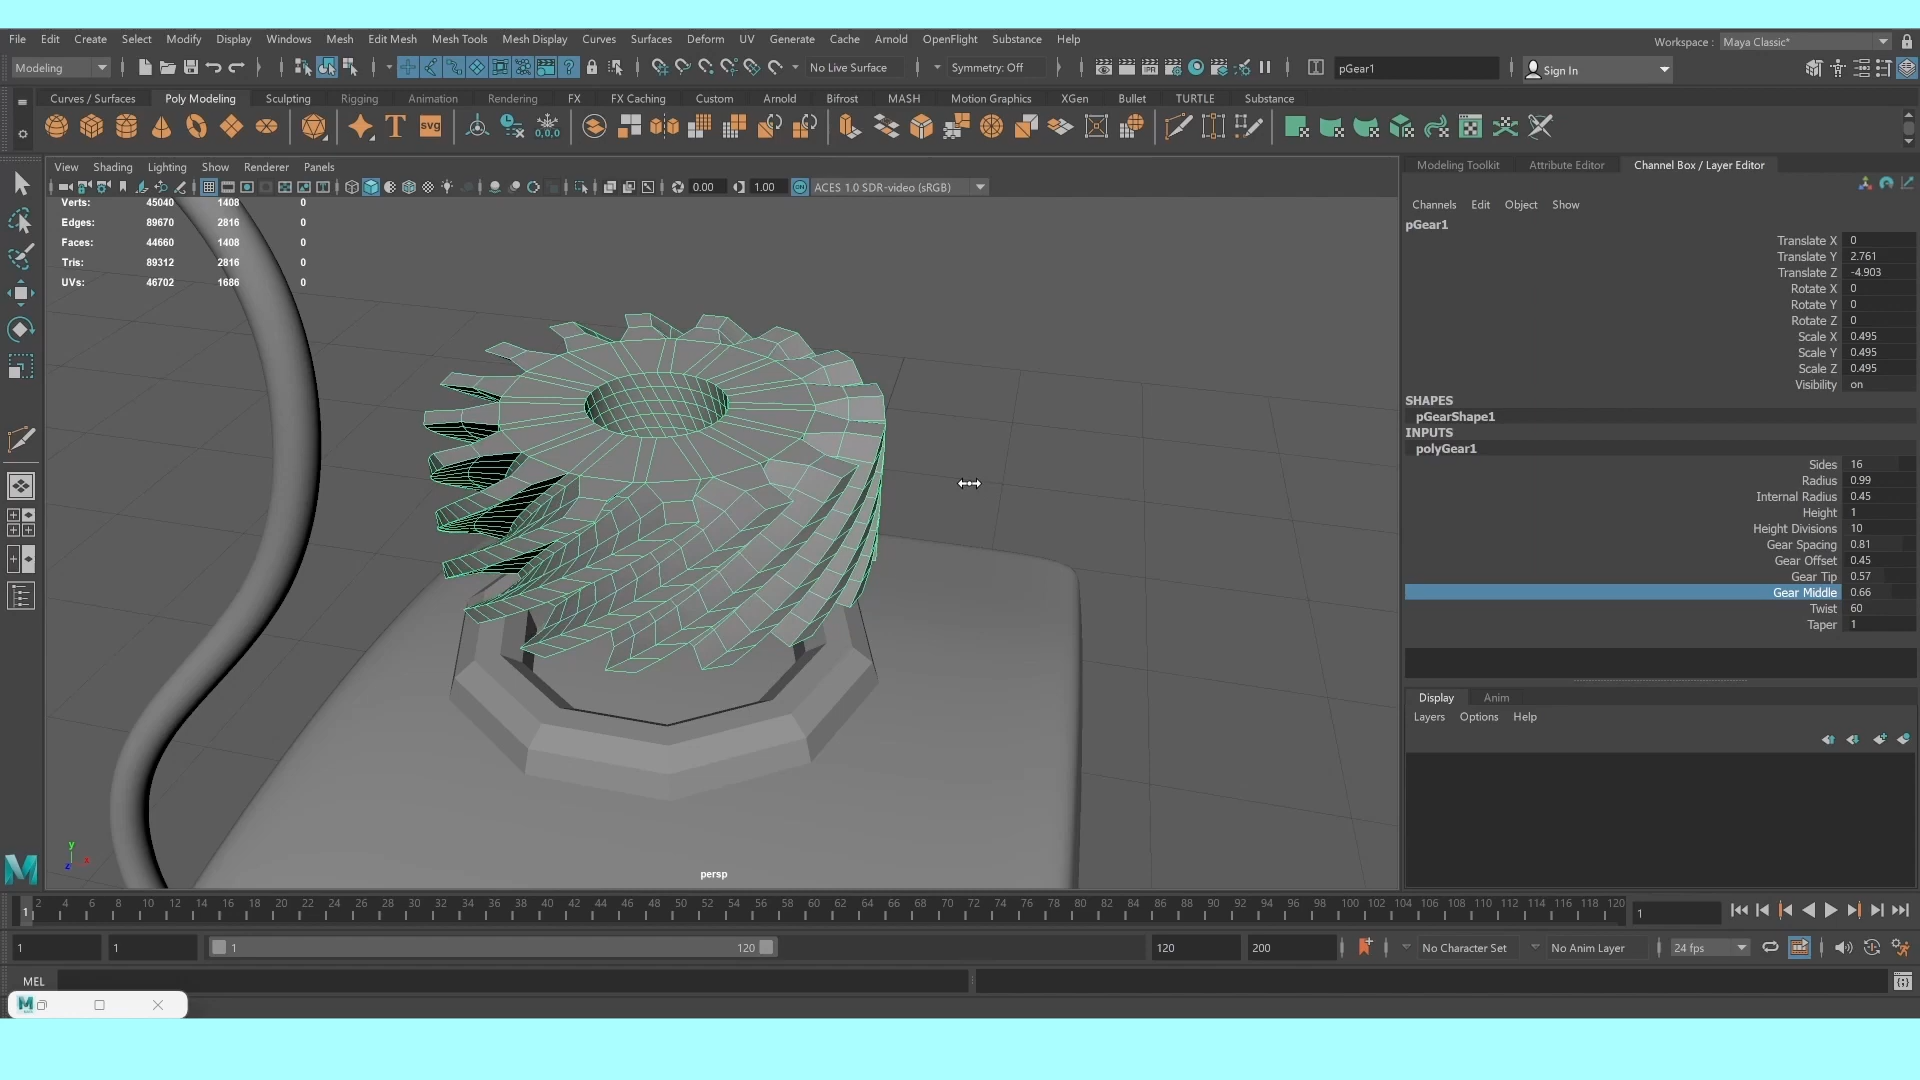 File Edit Create Select Modify Display Windows Mesh Edit Mesh Mesh Tools Mesh Display Curves Surfaces Deform UV Generate Cache Arnold OpenFlight Substance Help
Workspace : Maya Classic*
Modeling
No Live Surface
Symmetry: Off
pGear1
Sign In
Curves / Surfaces Poly Modeling Sculpting Rigging Animation Rendering FX FX Caching Custom Arnold Bifrost MASH Motion Graphics XGen Bullet TURTLE Substance
T
svg
0,0,0
IPR
View Shading Lighting Show Renderer Panels
0.00
1.00
ON
ACES 1.0 SDR-video (sRGB)
Verts: 45040 1408 0
Edges: 89670 2816 0
Faces: 44660 1408 0
Tris: 89312 2816 0
UVs: 46702 1686 0
persp
y
z
x
Modeling Toolkit Attribute Editor Channel Box / Layer Editor
Channels Edit Object Show
pGear1
Translate X 0
Translate Y 2.761
Translate Z -4.903
Rotate X 0
Rotate Y 0
Rotate Z 0
Scale X 0.495
Scale Y 0.495
Scale Z 0.495
Visibility on
SHAPES
pGearShape1
INPUTS
polyGear1
Sides 16
Radius 0.99
Internal Radius 0.45
Height 1
Height Divisions 10
Gear Spacing 0.81
Gear Offset 0.45
Gear Tip 0.57
Gear Middle 0.66
Twist 60
Taper 1
Display Anim
Layers Options Help
1 2 4 6 8 10 12 14 16 18 20 22 24 26 28 30 32 34 36 38 40 42 44 46 48 50 52 54 56 58 60 62 64 66 68 70 72 74 76 78 80 82 84 86 88 90 92 94 96 98 100 102 104 106 108 110 112 114 116 118 120
1
1 1 1 120 120 200
No Character Set
No Anim Layer
24 fps
MEL
M